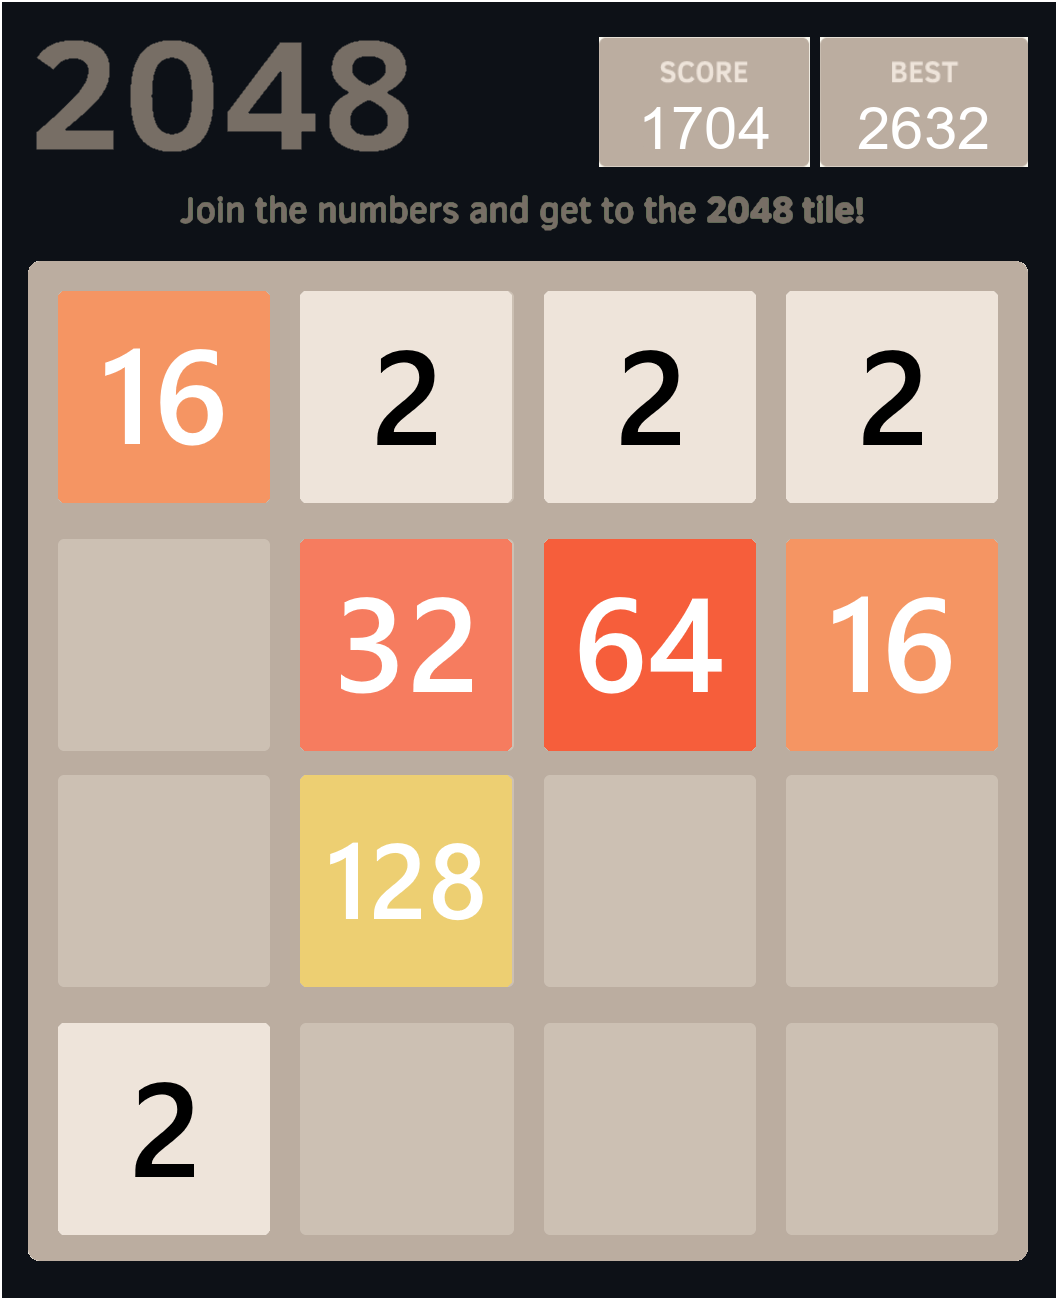 2048
SCORE BEST
1704 2632
Join the numbers and get to the 2048 tile!
16 2 2 2
32 64 16
128
2